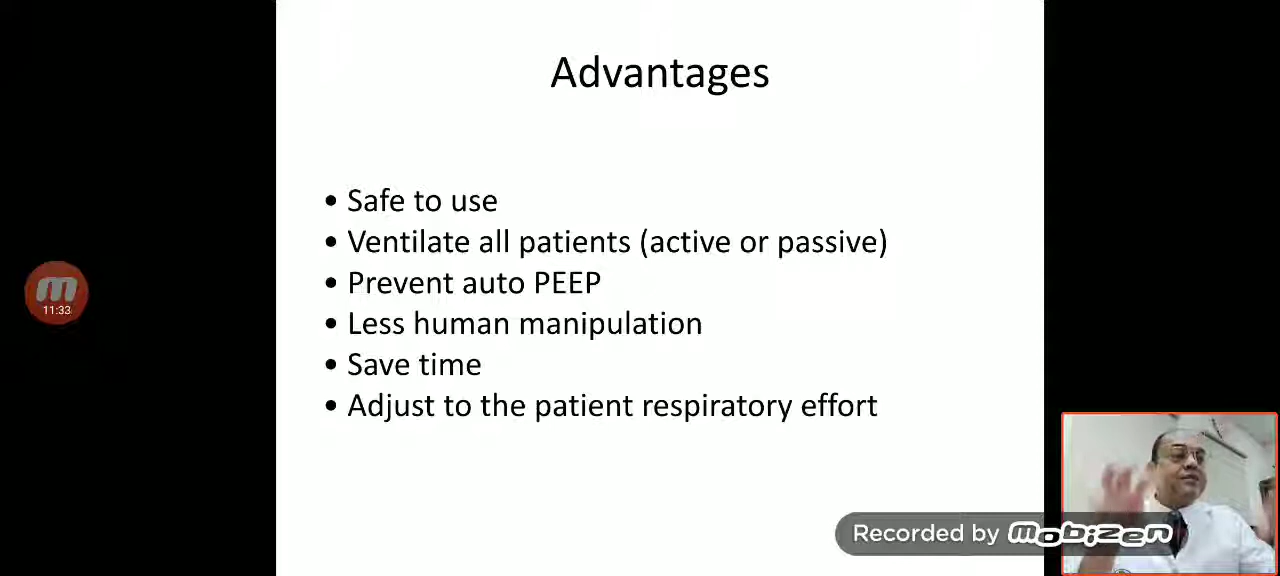 Advantages
• Safe to use
• Ventilate all patients (active or passive)
• Prevent auto PEEP
• Less human manipulation
• Save time
• Adjust to the patient respiratory effort
11:33
Recorded by mobizen